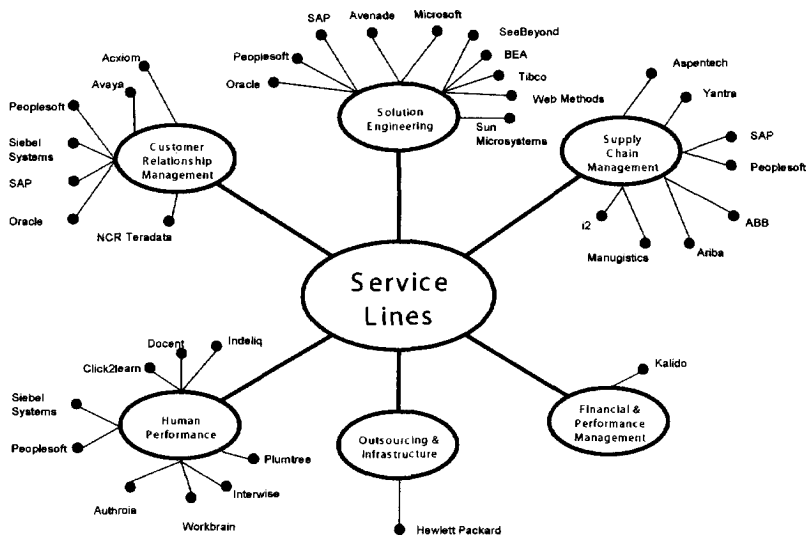 SAP
Avenade
Microsoft
SeeBeyond
Peoplesoft
BEA
Oracle
Tibco
Web Methods
Sun
Microsystems
Solution
Engineering
Acxiom
Avaya
Peoplesoft
Siebel
Systems
SAP
Oracle
NCR Teradata
Customer
Relationship
Management
Aspentech
Yantra
SAP
Peoplesoft
ABB
Ariba
Manugistics
i2
Supply
Chain
Management
Service
Lines
Docent
Indeliq
Click2learn
Siebel
Systems
Peoplesoft
Plumtree
Interwise
Authroia
Workbrain
Human
Performance
Outsourcing &
Infrastructure
Hewlett Packard
Kalido
Financial &
Performance
Management